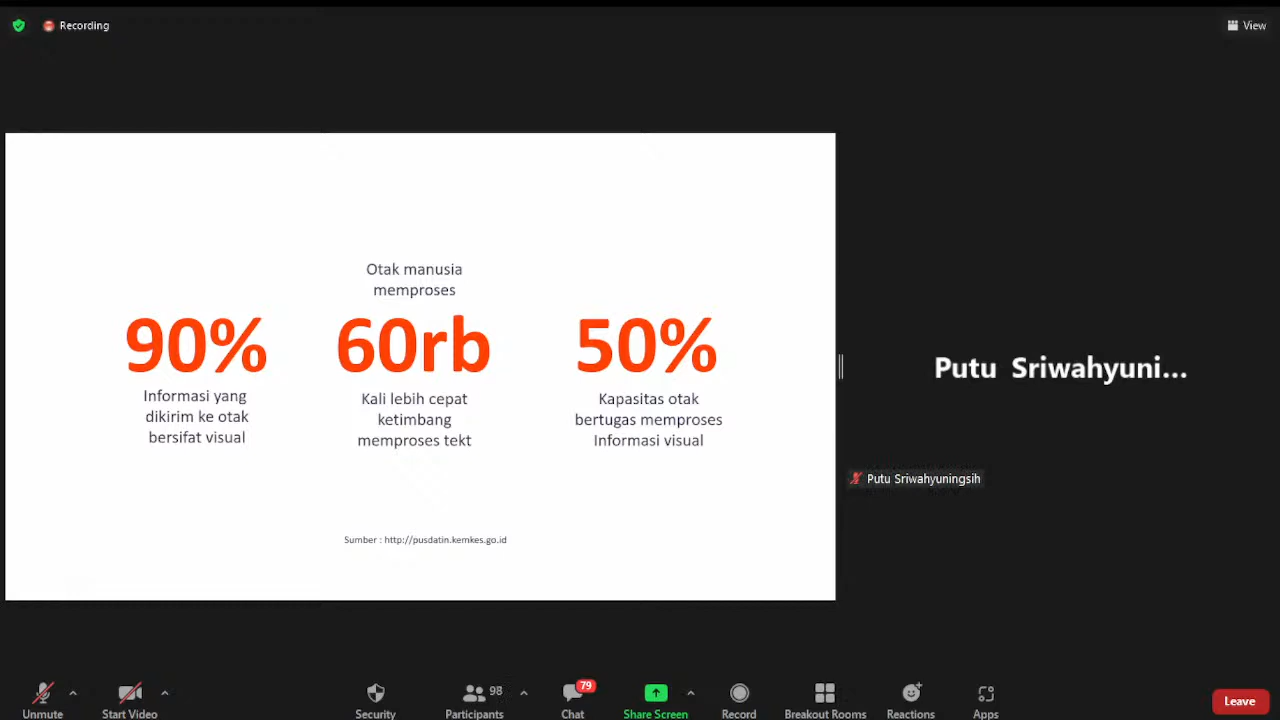 Recording
View
Otak manusia
memproses
90%
60rb
50%
Informasi yang
dikirim ke otak
bersifat visual
Kali lebih cepat
ketimbang
memproses tekt
Kapasitas otak
bertugas memproses
Informasi visual
Sumber : http://pusdatin.kemkes.go.id
Putu Sriwahyuni...
Putu Sriwahyuningsih
98
79
Unmute
Start Video
Security
Participants
Chat
Share Screen
Record
Breakout Rooms
Reactions
Apps
Leave